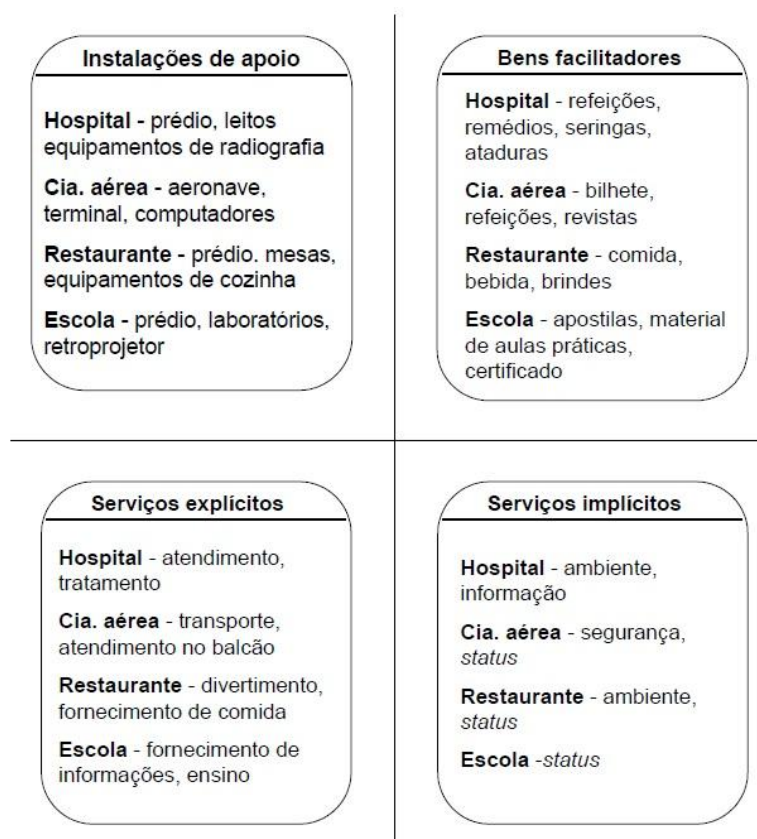 Instalações de apoio
Hospital - prédio, leitos
equipamentos de radiografia
Cia. aérea - aeronave,
terminal, computadores
Restaurante - prédio. mesas,
equipamentos de cozinha
Escola - prédio, laboratórios,
retroprojetor
Bens facilitadores
Hospital - refeições,
remédios, seringas,
ataduras
Cia. aérea - bilhete,
refeições, revistas
Restaurante - comida,
bebida, brindes
Escola - apostilas, material
de aulas práticas,
certificado
Serviços explícitos
Hospital - atendimento,
tratamento
Cia. aérea - transporte,
atendimento no balcão
Restaurante - divertimento,
fornecimento de comida
Escola - fornecimento de
informações, ensino
Serviços implícitos
Hospital - ambiente,
informação
Cia. aérea - segurança,
status
Restaurante - ambiente,
status
Escola -status